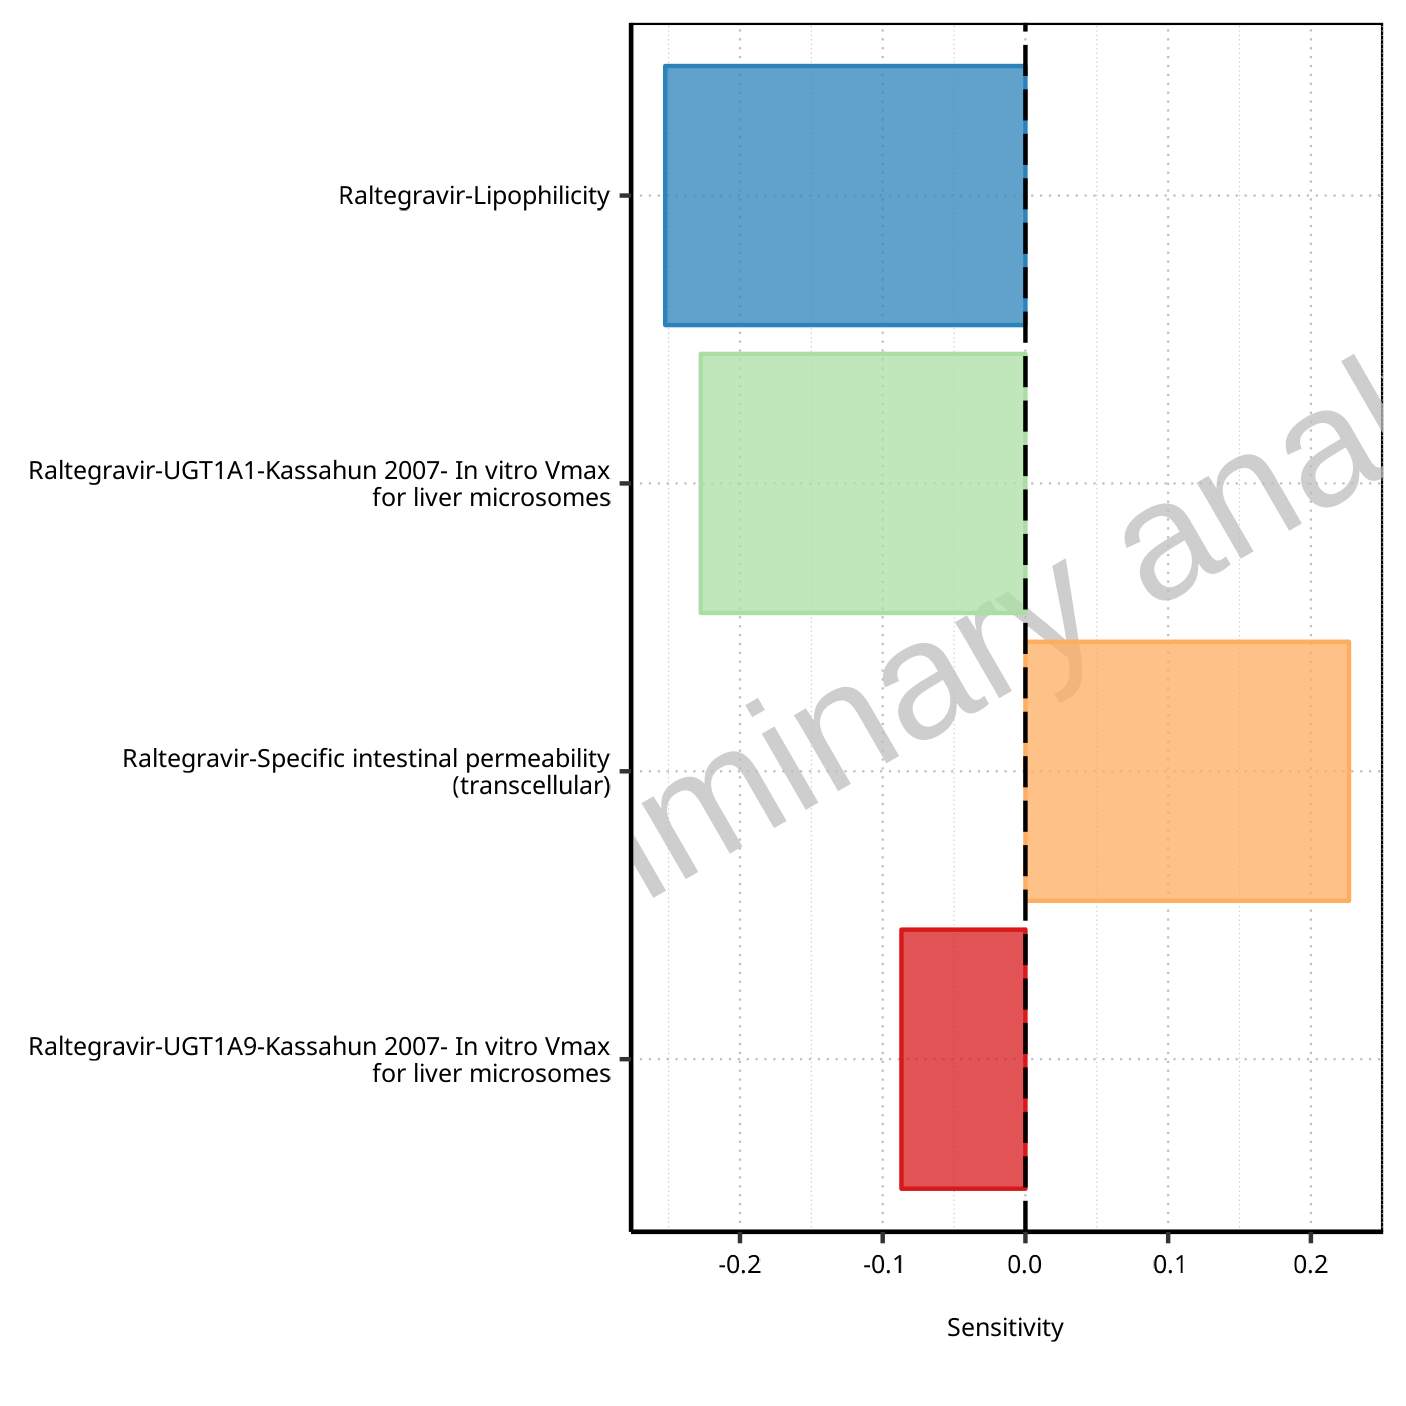 Raltegravir-Lipophilicity
Raltegravir-UGT1A1-Kassahun 2007- In vitro Vmax
for liver microsomes
Raltegravir-Specific intestinal permeability
(transcellular)
Raltegravir-UGT1A9-Kassahun 2007- In vitro Vmax
for liver microsomes
minary anal
-0.2 -0.1 0.0 0.1 0.2
Sensitivity